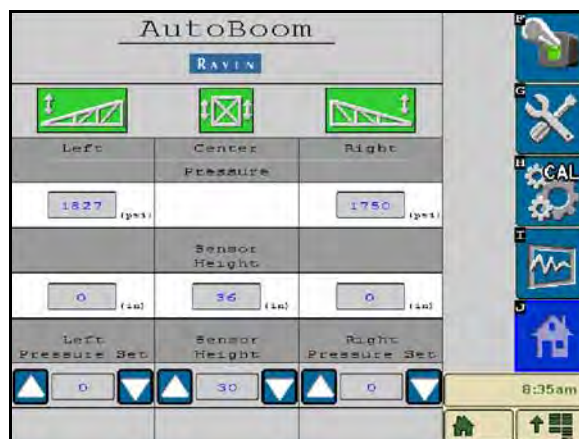 AutoBoom
RAVEN
Left Center Right
Pressure
1827 (psi) 1750 (psi)
Sensor
Height
0 (in) 36 (in) 0 (in)
Left Sensor Right
Pressure Set Height Pressure Set
0 30 0
F
G
H
CAL
I
J
8:35am